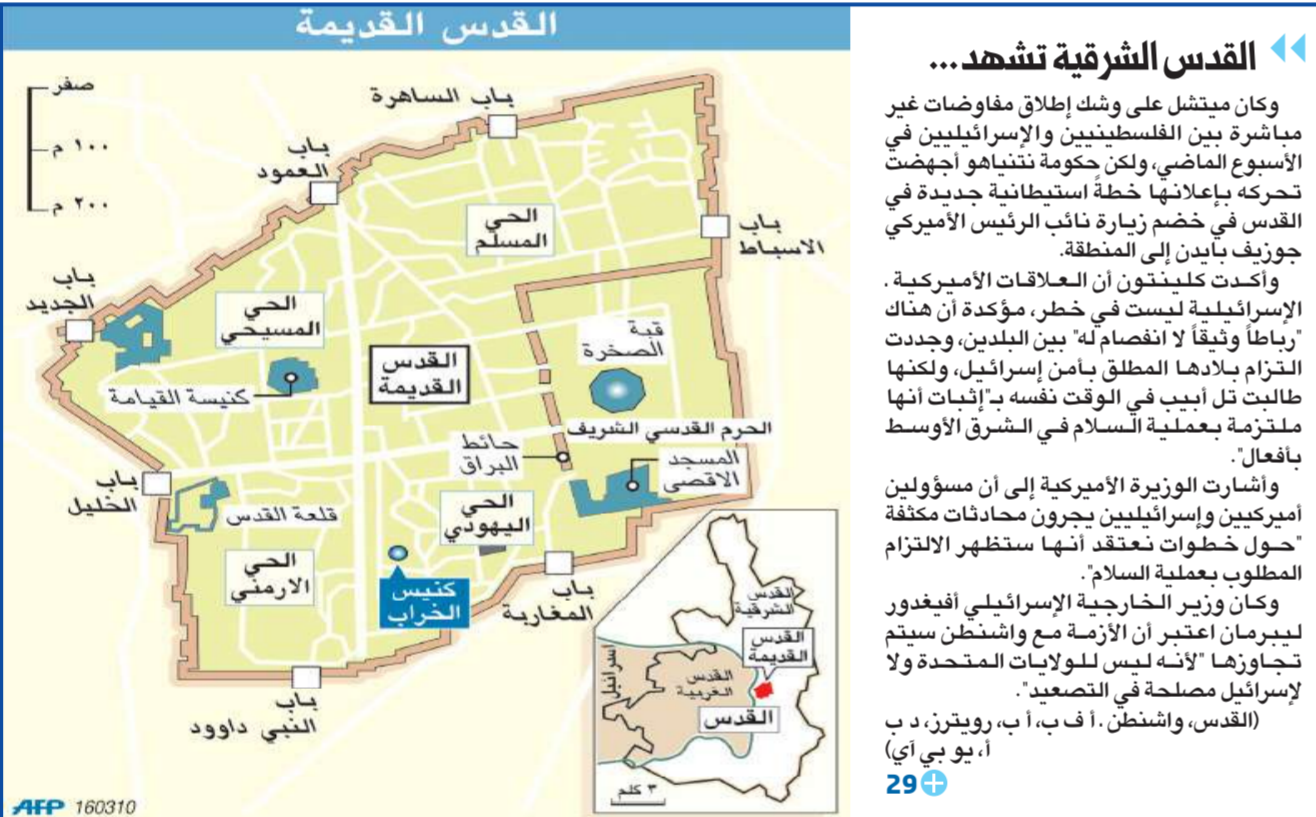 القدس الشرقية تشهد...
وكان ميتشل على وشك إطلاق مفاوضات غير
مباشرة بين الفلسطينيين والإسرائيليين في
الأسبوع الماضي، ولكن حكومة نتنياهو أجهضت
تحركه بإعلانها خطةً استيطانية جديدة في
القدس في خضم زيارة نائب الرئيس الأميركي
جوزيف بايدن إلى المنطقة.
وأكدت كلينتون أن العلاقات الأميركية .
الإسرائيلية ليست في خطر، مؤكدة أن هناك
"رباطاً وثيقاً لا انفصام له" بين البلدين، وجددت
التزام بلادها المطلق بأمن إسرائيل، ولكنها
طالبت تل أبيب في الوقت نفسه بـ"إثبات أنها
ملتزمة بعملية السلام في الشرق الأوسط
بأفعال".
وأشارت الوزيرة الأميركية إلى أن مسؤولين
أميركيين وإسرائيليين يجرون محادثات مكثفة
"حول خطوات نعتقد أنها ستظهر الالتزام
المطلوب بعملية السلام".
وكان وزير الخارجية الإسرائيلي أفيغدور
ليبرمان اعتبر أن الأزمة مع واشنطن سيتم
تجاوزها "لأنه ليس للولايات المتحدة ولا
لإسرائيل مصلحة في التصعيد".
(القدس، واشنطن . أ ف ب، أ ب، رويترز، د ب
أ، يو بي آي)
29
القدس القديمة
صفر
١٠٠ م
٢٠٠ م
باب الساهرة
باب
العمود
باب
الاسباط
الحي
المسلم
باب
الجديد
الحي
المسيحي
قبة
الصخرة
القدس
القديمة
كنيسة القيامة
الحرم القدسي الشريف
حائط
البراق
المسجد
الاقصى
باب
الخليل
قلعة القدس
الحي
اليهودي
الحي
الارمني
كنيس
الخراب
باب
المغاربة
باب
النبي داوود
القدس
الشرقية
القدس
القديمة
اسرائيل
القدس
الغربية
القدس
٣ كلم
AFP 160310